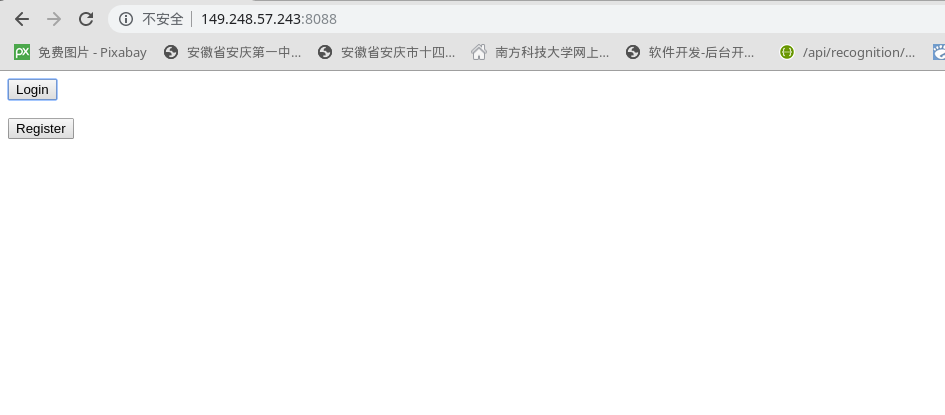 不安全 149.248.57.243:8088
px 免费图片 - Pixabay 安徽省安庆第一中... 安徽省安庆市十四... 南方科技大学网上... 软件开发-后台开... /api/recognition/...
Login
Register